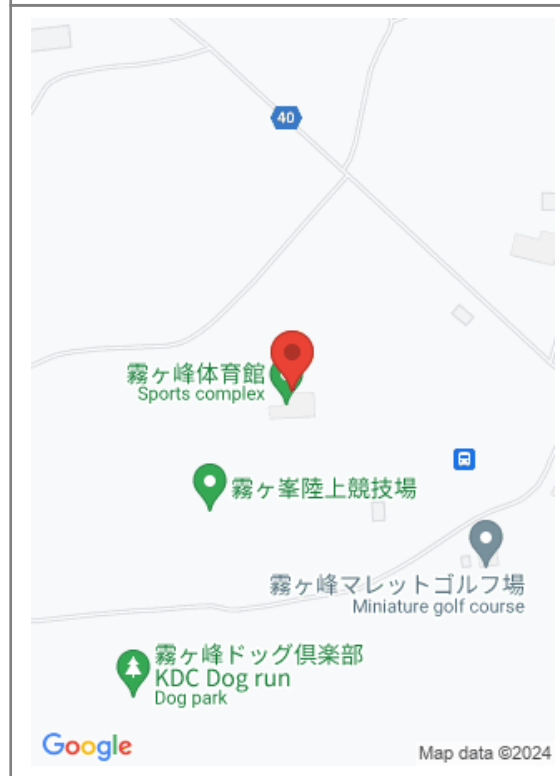 40
霧ヶ峰体育館
Sports complex
霧ヶ峯陸上競技場
霧ヶ峰マレットゴルフ場
Miniature golf course
霧ヶ峰ドッグ倶楽部
KDC Dog run
Dog park
Google
Map data ©2024